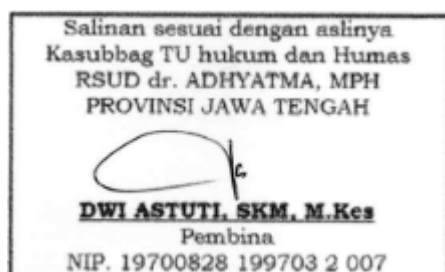 Salinan sesuai dengan aslinya
Kasubbag TU hukum dan Humas
RSUD dr. ADHYATMA, MPH
PROVINSI JAWA TENGAH
DWI ASTUTI, SKM, M.Kes
Pembina
NIP. 19700828 199703 2 007